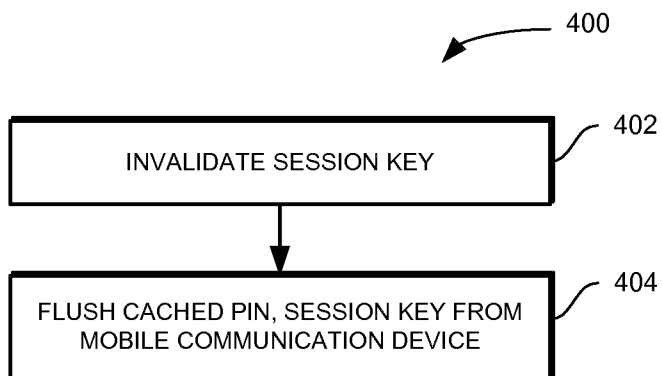 400
402
INVALIDATE SESSION KEY
404
FLUSH CACHED PIN, SESSION KEY FROM
MOBILE COMMUNICATION DEVICE